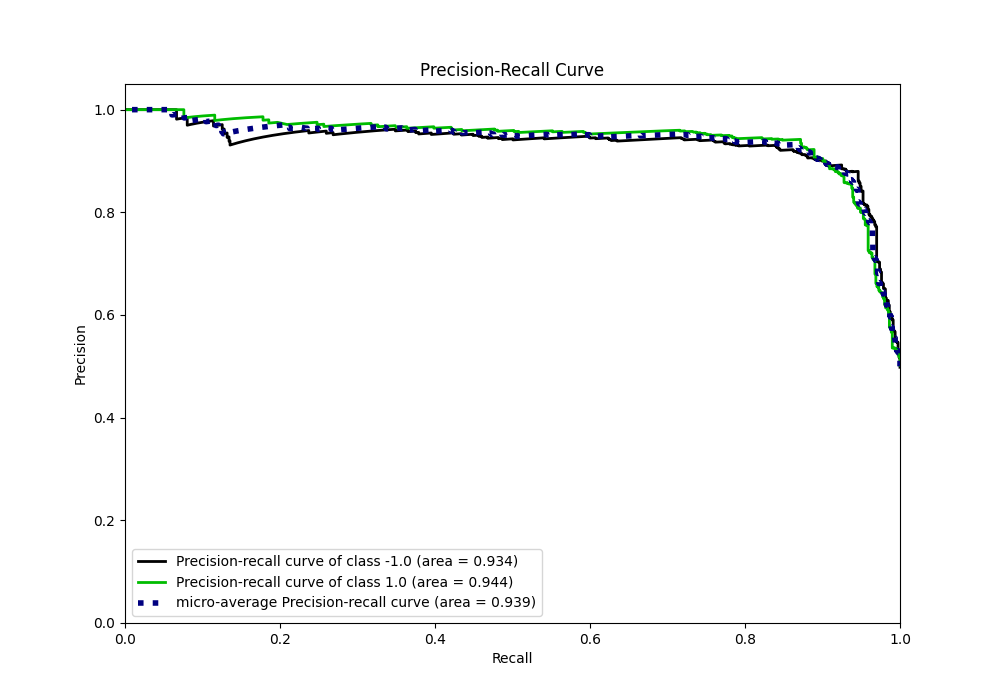 Precision-Recall Curve
1.0
0.8
0.6
0.4
0.2
0.0
Precision
Precision-recall curve of class -1.0 (area = 0.934)
Precision-recall curve of class 1.0 (area = 0.944)
micro-average Precision-recall curve (area = 0.939)
0.0 0.2 0.4 0.6 0.8 1.0
Recall